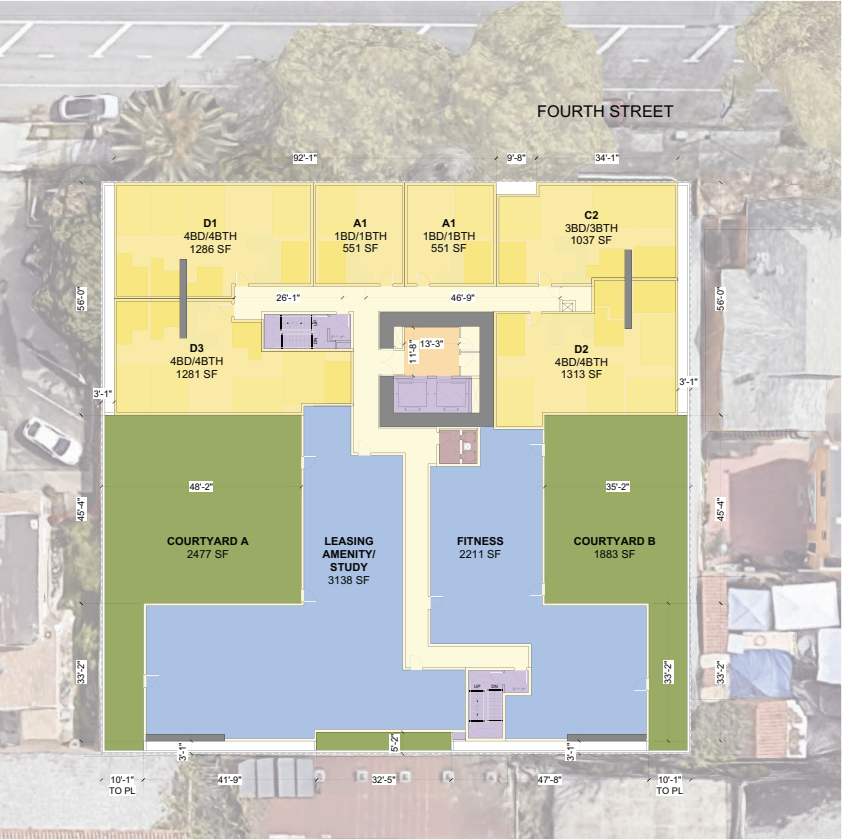 FOURTH STREET
92'-1"
9'-8"
34'-1"
D1
4BD/4BTH
1286 SF
A1
1BD/1BTH
551 SF
A1
1BD/1BTH
551 SF
C2
3BD/3BTH
1037 SF
56'-0"
26'-1"
46'-9"
56'-0"
UP
DN
11'-8"
13'-3"
D3
4BD/4BTH
1281 SF
D2
4BD/4BTH
1313 SF
3'-1"
3'-1"
48'-2"
35'-2"
45'-4"
45'-4"
COURTYARD A
2477 SF
LEASING
AMENITY/
STUDY
3138 SF
FITNESS
2211 SF
COURTYARD B
1883 SF
33'-2"
33'-2"
33'-2"
UP
DN
3'-1"
5'-2"
3'-1"
10'-1"
TO PL
41'-9"
32'-5"
47'-8"
10'-1"
TO PL